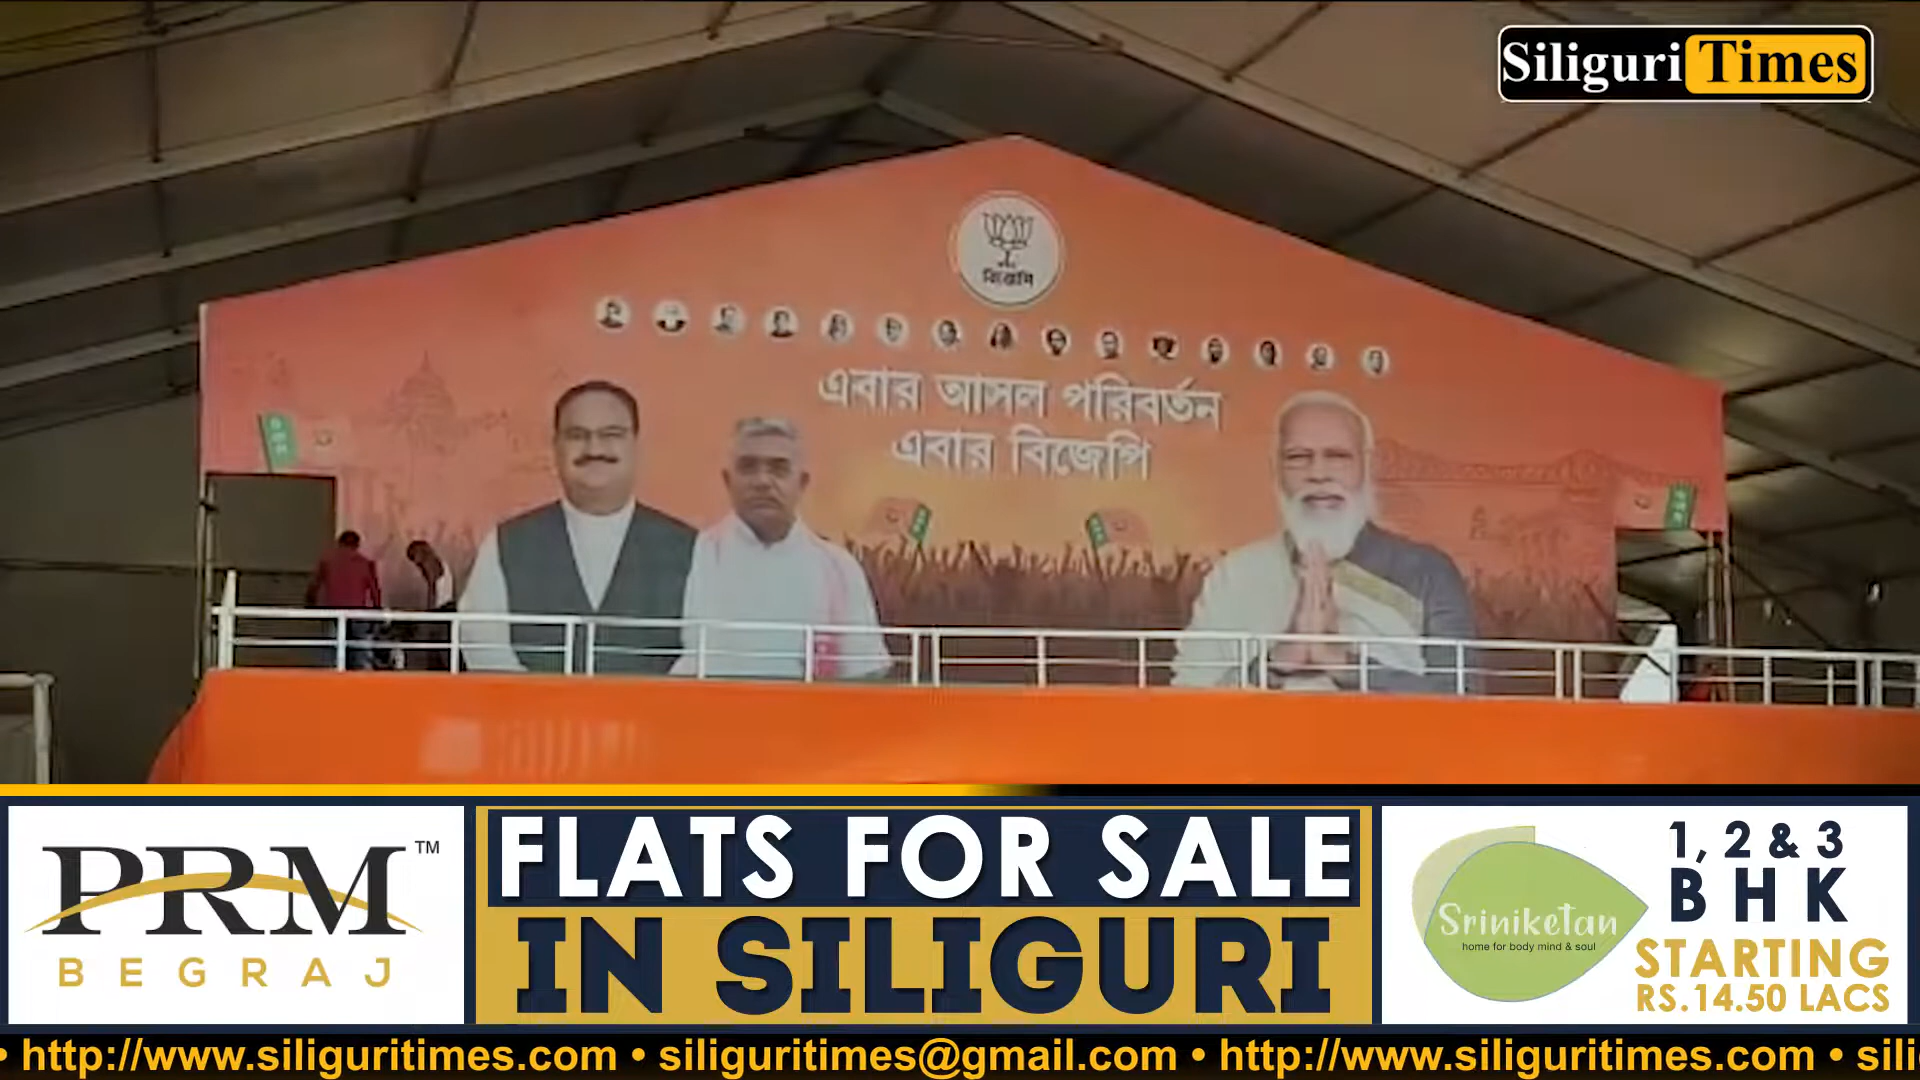 Siliguri Times
বিজেপি
এবার আসল পরিবর্তন
এবার বিজেপি
PRM™
BEGRAJ
FLATS FOR SALE
IN SILIGURI
Sriniketan
home for body mind & soul
1, 2 & 3
BHK
STARTING
RS.14.50 LACS
• http://www.siliguritimes.com • siliguritimes@gmail.com • http://www.siliguritimes.com • sili